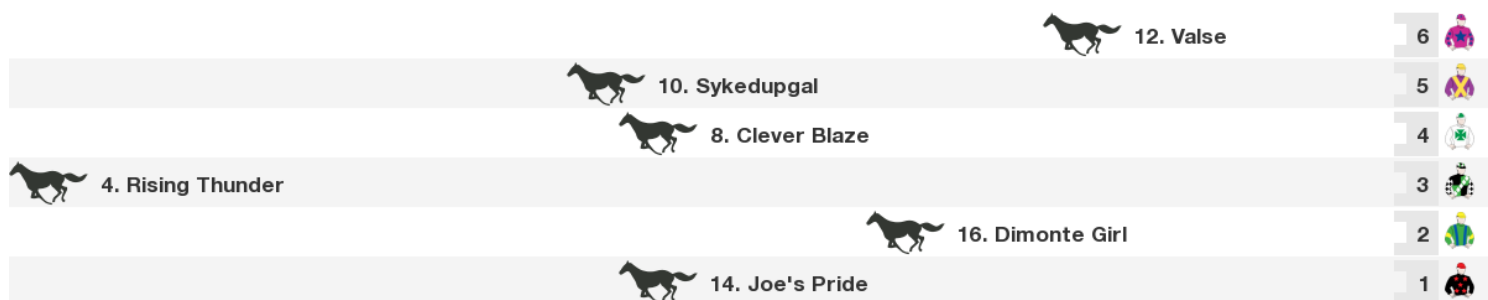 12. Valse 6
10. Sykedupgal 5
8. Clever Blaze 4
4. Rising Thunder 3
16. Dimonte Girl 2
14. Joe's Pride 1